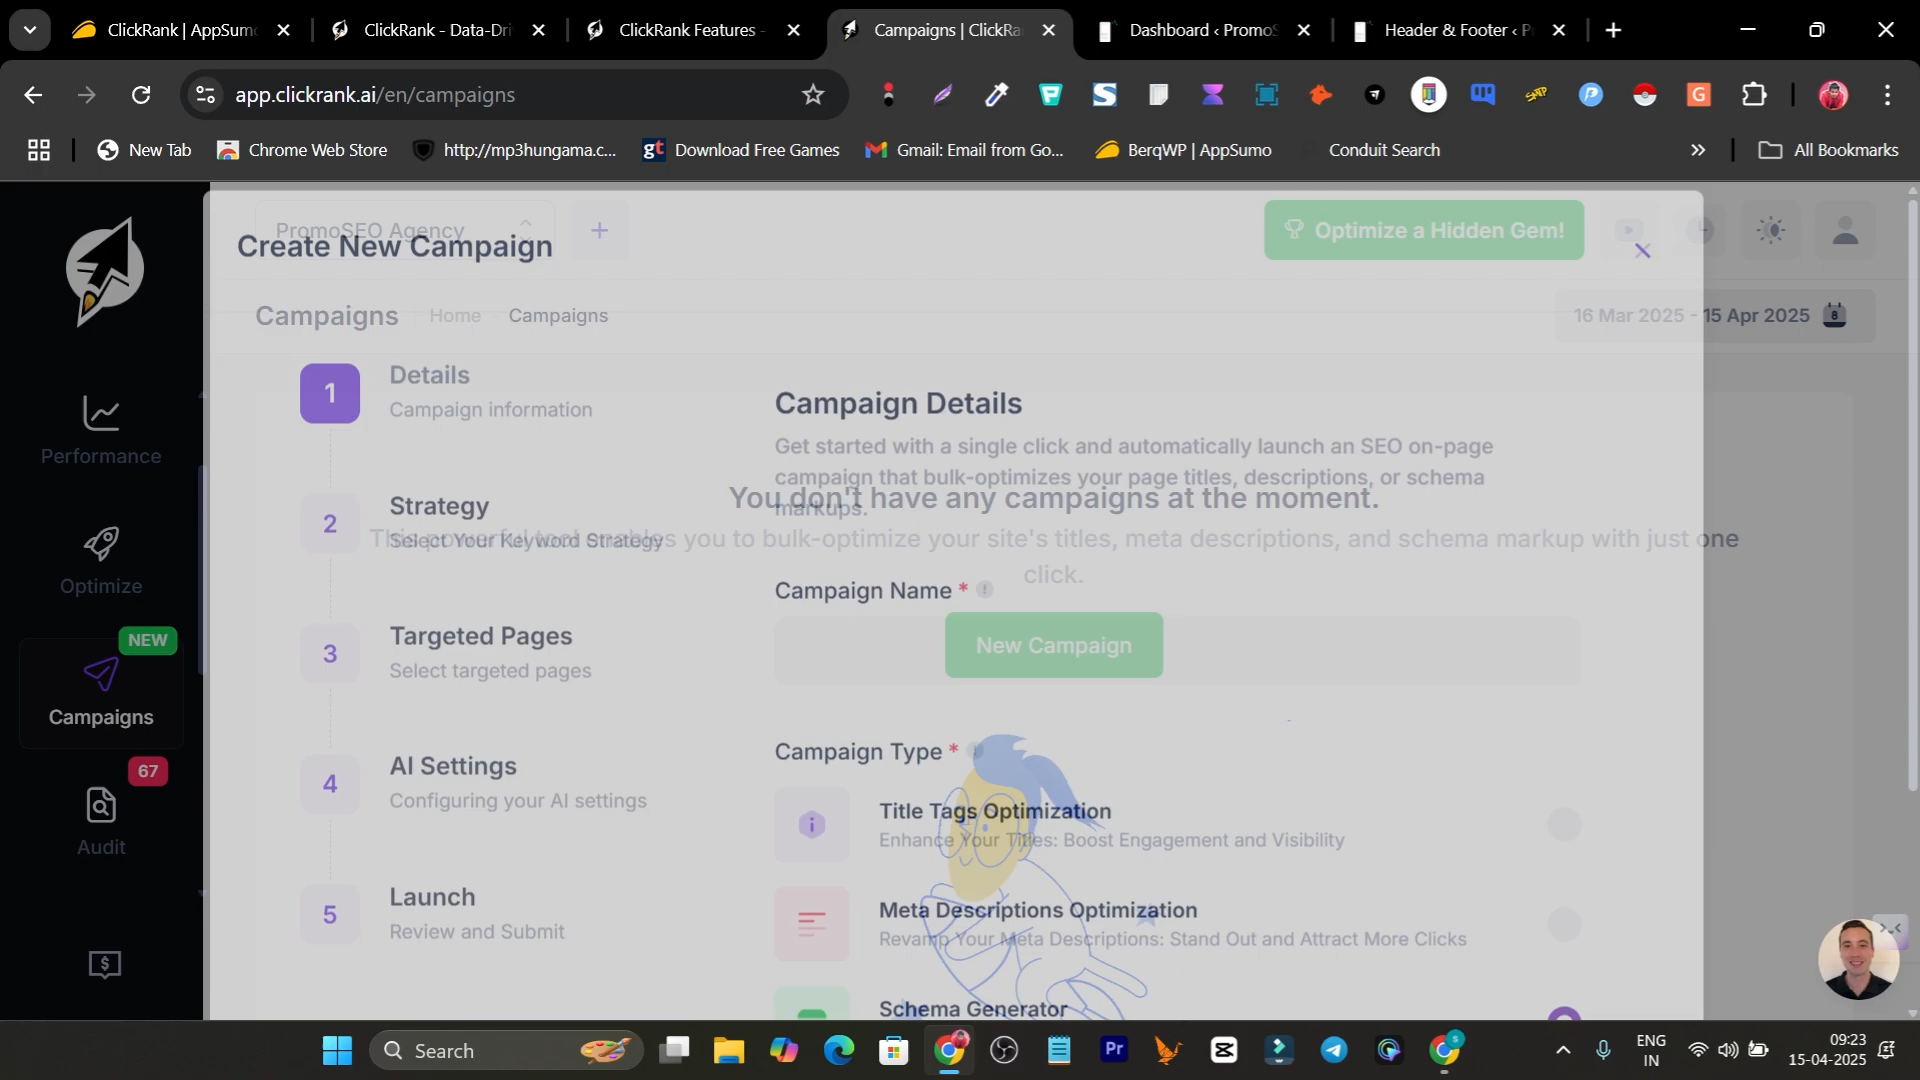 ClickRank | AppSumo
ClickRank - Data-Dri
ClickRank Features -
Campaigns | ClickRa
Dashboard ‹ PromoS
Header & Footer ‹ P
app.clickrank.ai/en/campaigns
New Tab
Chrome Web Store
http://mp3hungama.c...
Download Free Games
Gmail: Email from Go...
BerqWP | AppSumo
Conduit Search
All Bookmarks
PromoSEO Agency
Optimize a Hidden Gem!
Create New Campaign
Campaigns
Home
Campaigns
16 Mar 2025 - 15 Apr 2025
Performance
Optimize
NEW
Campaigns
67
Audit
1
Details
Campaign information
2
Strategy
Select Your Keyword Strategy
3
Targeted Pages
Select targeted pages
4
AI Settings
Configuring your AI settings
5
Launch
Review and Submit
Campaign Details
Get started with a single click and automatically launch an SEO on-page
campaign that bulk-optimizes your page titles, descriptions, or schema
markups.
You don't have any campaigns at the moment.
This powerful tool enables you to bulk-optimize your site's titles, meta descriptions, and schema markup with just one
click.
Campaign Name *
New Campaign
Campaign Type *
Title Tags Optimization
Enhance Your Titles: Boost Engagement and Visibility
Meta Descriptions Optimization
Revamp Your Meta Descriptions: Stand Out and Attract More Clicks
Schema Generator
Search
ENG
IN
09:23
15-04-2025